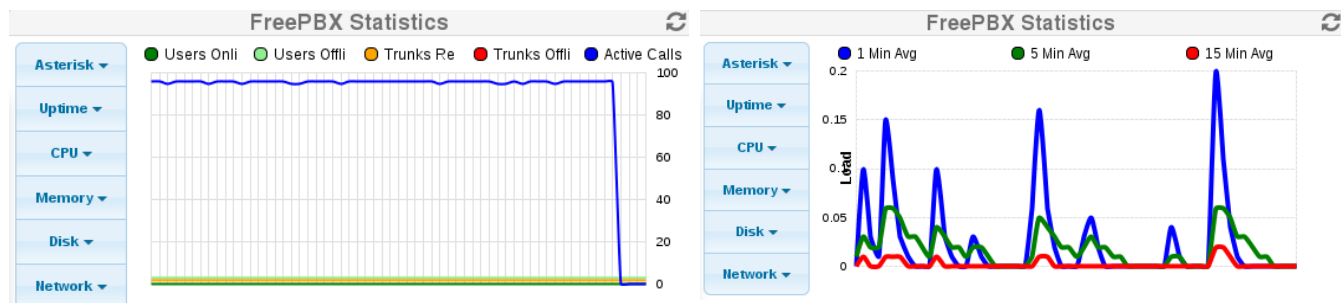 FreePBX Statistics
Users Onli Users Offli Trunks Re Trunks Offli Active Calls
Asterisk
Uptime
CPU
Memory
Disk
Network
100
80
60
40
20
0
FreePBX Statistics
1 Min Avg 5 Min Avg 15 Min Avg
Asterisk
Uptime
CPU
Memory
Disk
Network
Load
0.2
0.15
0.1
0.05
0